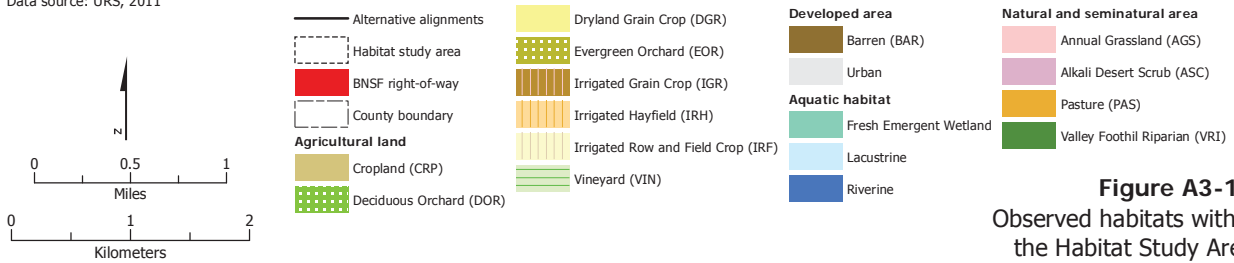 Data source: URS, 2011
Z
0 0.5 1
Miles
0 1 2
Kilometers
Alternative alignments
Habitat study area
BNSF right-of-way
County boundary
Agricultural land
Cropland (CRP)
Deciduous Orchard (DOR)
Dryland Grain Crop (DGR)
Evergreen Orchard (EOR)
Irrigated Grain Crop (IGR)
Irrigated Hayfield (IRH)
Irrigated Row and Field Crop (IRF)
Vineyard (VIN)
Developed area
Barren (BAR)
Urban
Aquatic habitat
Fresh Emergent Wetland
Lacustrine
Riverine
Natural and seminatural area
Annual Grassland (AGS)
Alkali Desert Scrub (ASC)
Pasture (PAS)
Valley Foothil Riparian (VRI)
Figure A3-1
Observed habitats with
the Habitat Study Are